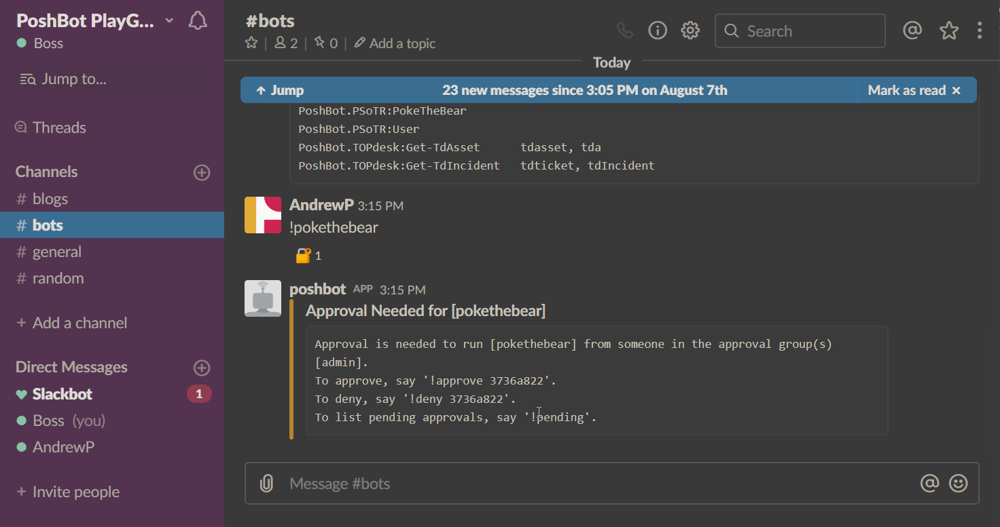 PoshBot PlayG...
Boss
Jump to...
Threads
Channels
# blogs
# bots
# general
# random
+ Add a channel
Direct Messages
Slackbot 1
Boss (you)
AndrewP
+ Invite people
#bots
2 | 0 | Add a topic
Search
Today
Jump
23 new messages since 3:05 PM on August 7th
Mark as read ×
PoshBot.PSoTR:PokeTheBear
PoshBot.PSoTR:User
PoshBot.TOPdesk:Get-TdAsset tdasset, tda
PoshBot.TOPdesk:Get-TdIncident tdticket, tdIncident
AndrewP 3:15 PM
!pokethebear
1
poshbot APP 3:15 PM
Approval Needed for [pokethebear]
Approval is needed to run [pokethebear] from someone in the approval group(s)
[admin].
To approve, say '!approve 3736a822'.
To deny, say '!deny 3736a822'.
To list pending approvals, say '!pending'.
Message #bots